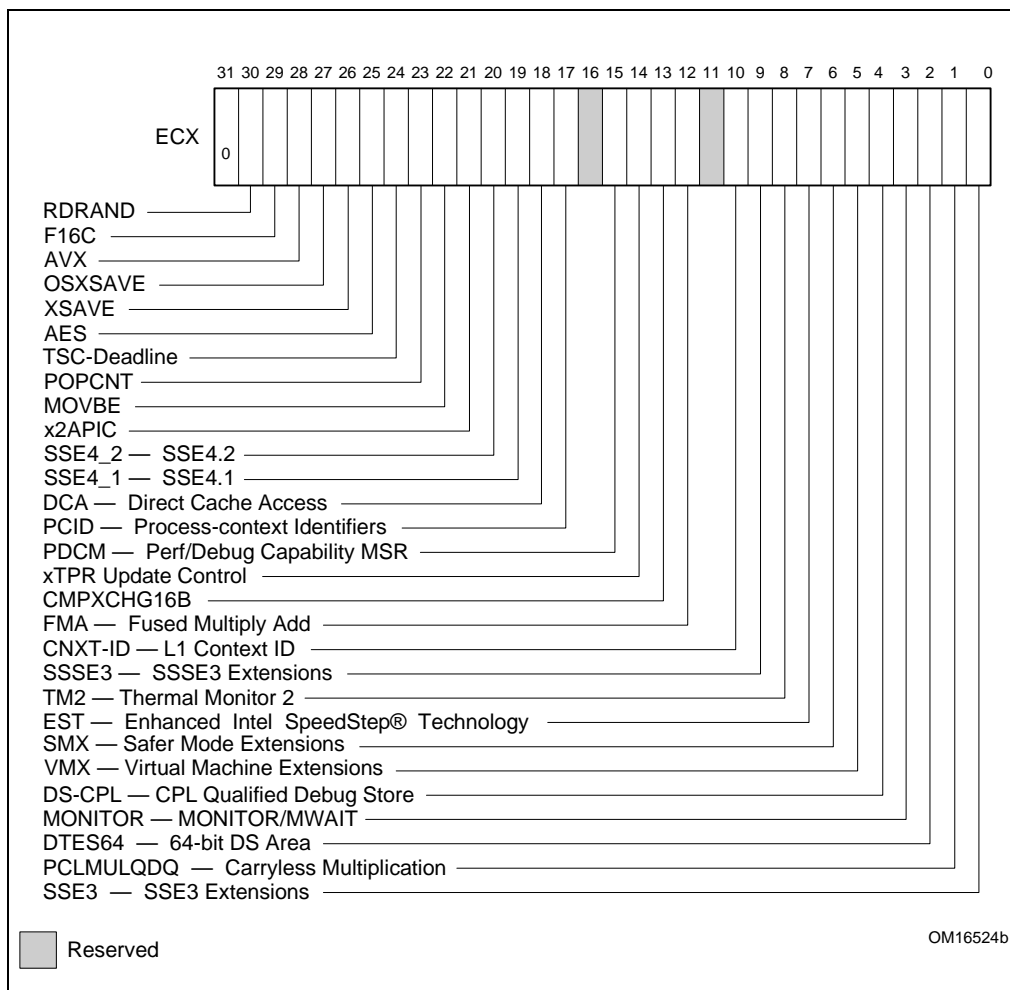 31 30 29 28 27 26 25 24 23 22 21 20 19 18 17 16 15 14 13 12 11 10 9 8 7 6 5 4 3 2 1 0
ECX
0
RDRAND
F16C
AVX
OSXSAVE
XSAVE
AES
TSC-Deadline
POPCNT
MOVBE
x2APIC
SSE4_2 — SSE4.2
SSE4_1 — SSE4.1
DCA — Direct Cache Access
PCID — Process-context Identifiers
PDCM — Perf/Debug Capability MSR
xTPR Update Control
CMPXCHG16B
FMA — Fused Multiply Add
CNXT-ID — L1 Context ID
SSSE3 — SSSE3 Extensions
TM2 — Thermal Monitor 2
EST — Enhanced Intel SpeedStep® Technology
SMX — Safer Mode Extensions
VMX — Virtual Machine Extensions
DS-CPL — CPL Qualified Debug Store
MONITOR — MONITOR/MWAIT
DTES64 — 64-bit DS Area
PCLMULQDQ — Carryless Multiplication
SSE3 — SSE3 Extensions
Reserved
OM16524b